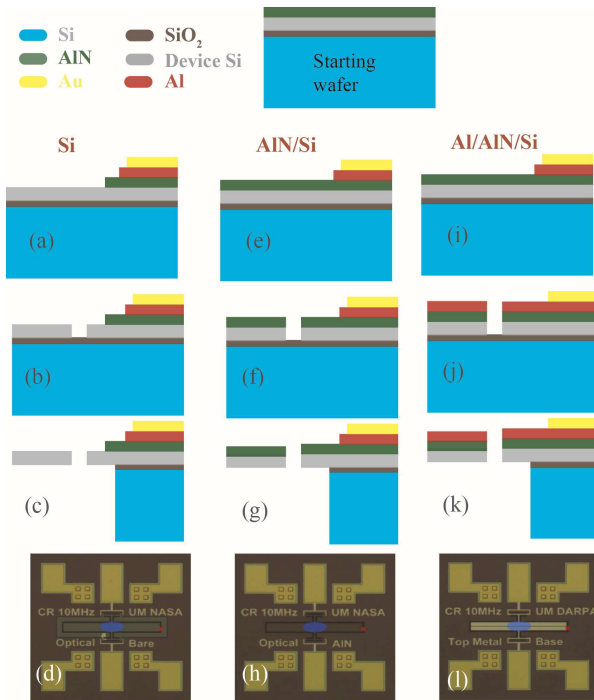 Si
SiO2
AlN
Device Si
Au
Al
Starting
wafer
Si
AlN/Si
Al/AlN/Si
(a)
(e)
(i)
(b)
(f)
(j)
(c)
(g)
(k)
CR 10MHz UM NASA
Optical Bare
(d)
CR 10MHz UM NASA
Optical AlN
(h)
CR 10MHz UM DARPA
Top Metal Base
(l)